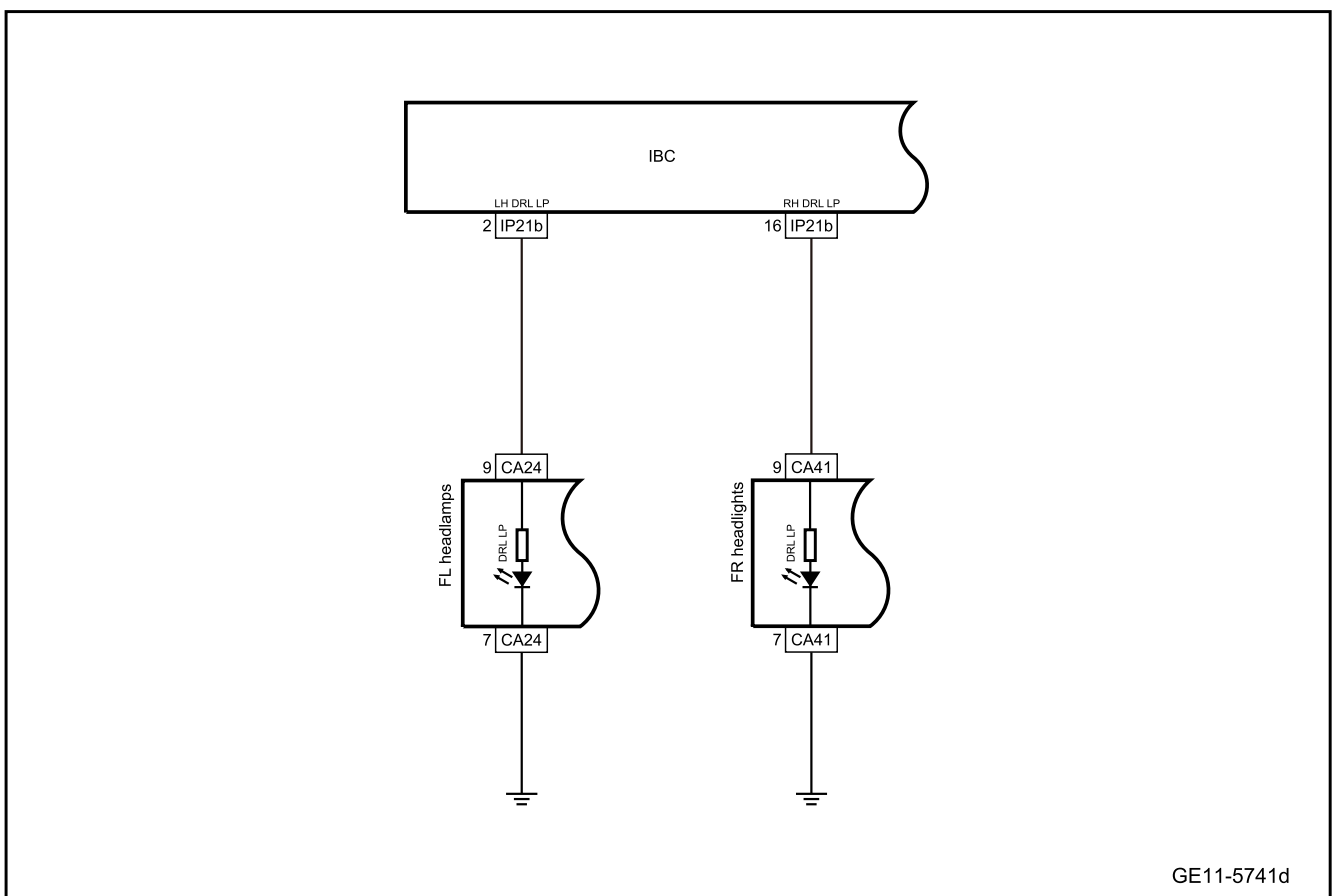 IBC
LH DRL LP
RH DRL LP
2 IP21b
16 IP21b
9 CA24
9 CA41
FL headlamps
DRL LP
FR headlights
DRL LP
7 CA24
7 CA41
GE11-5741d